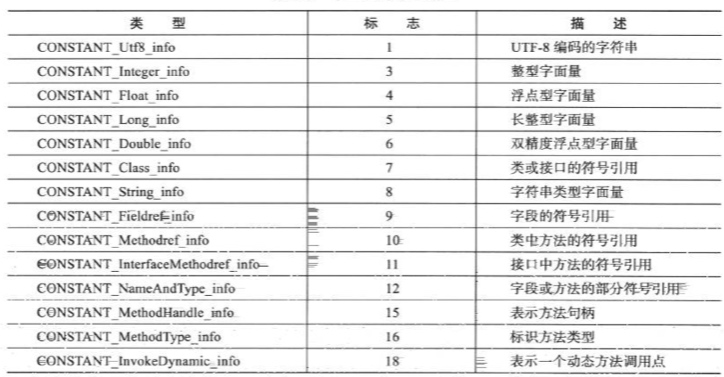 类 型 标 志 描 述
CONSTANT_Utf8_info 1 UTF-8 编码的字符串
CONSTANT_Integer_info 3 整型字面量
CONSTANT_Float_info 4 浮点型字面量
CONSTANT_Long_info 5 长整型字面量
CONSTANT_Double_info 6 双精度浮点型字面量
CONSTANT_Class_info 7 类或接口的符号引用
CONSTANT_String_info 8 字符串类型字面量
CONSTANT_Fieldref_info 9 字段的符号引用
CONSTANT_Methodref_info 10 类中方法的符号引用
CONSTANT_InterfaceMethodref_info 11 接口中方法的符号引用
CONSTANT_NameAndType_info 12 字段或方法的部分符号引用
CONSTANT_MethodHandle_info 15 表示方法句柄
CONSTANT_MethodType_info 16 标识方法类型
CONSTANT_InvokeDynamic_info 18 表示一个动态方法调用点